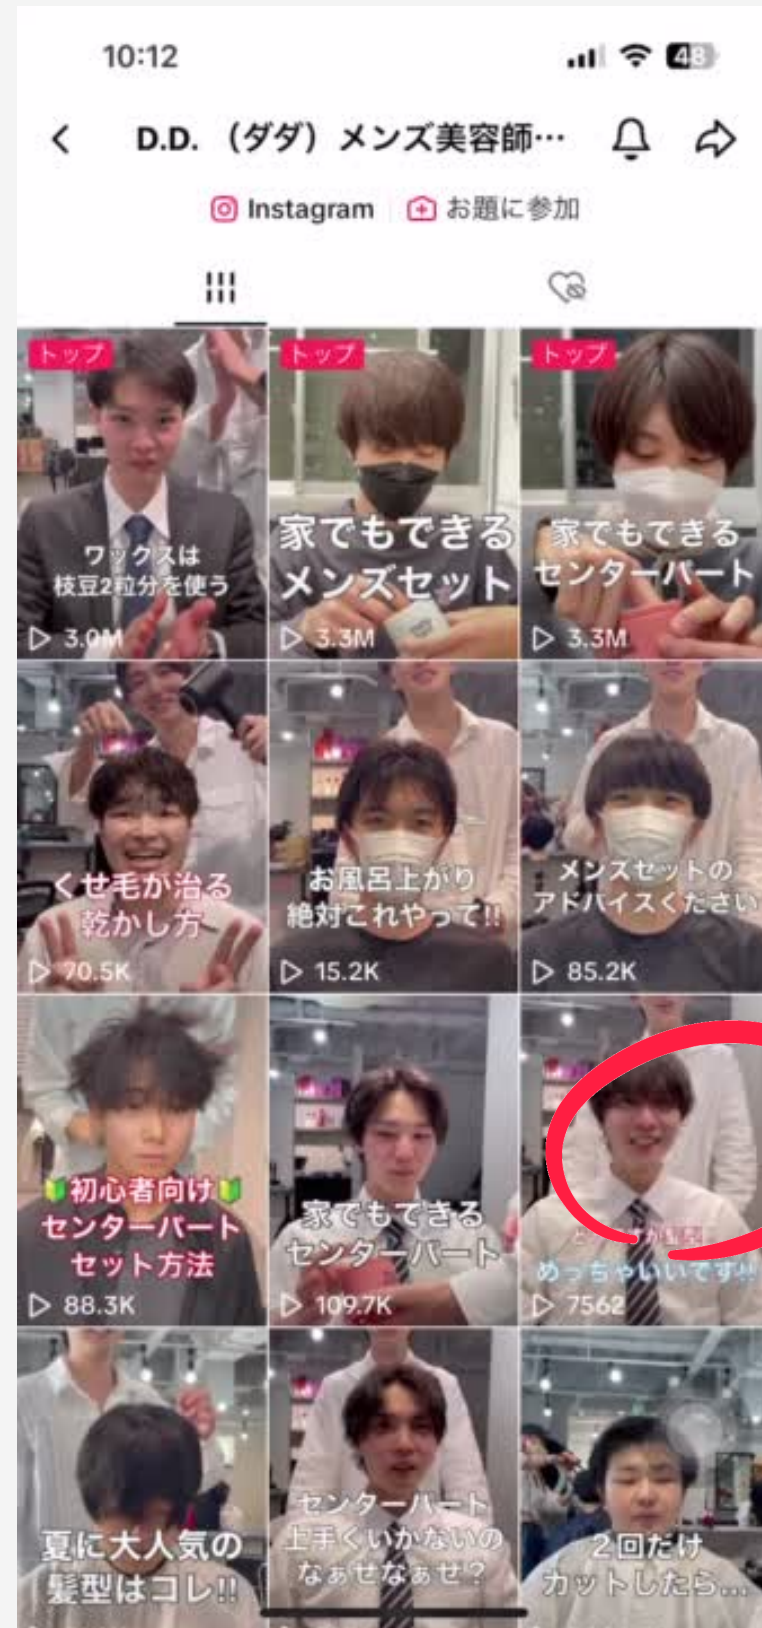 10:12
48
D.D. （ダダ）メンズ美容師…
Instagram
お題に参加
トップ
トップ
トップ
ワックスは
枝豆2粒分を使う
3.0M
家でもできる
メンズセット
3.3M
家でもできる
センターパート
3.3M
くせ毛が治る
乾かし方
70.5K
お風呂上がり
絶対これやって!!
15.2K
メンズセットの
アドバイスください
85.2K
🔰初心者向け🔰
センターパート
セット方法
88.3K
家でもできる
センターパート
109.7K
めっちゃいいです!!
7562
夏に大人気の
髪型はコレ!!
センターパート
上手くいかないの
なぁぜなぁぜ？
２回だけ
カットしたら...